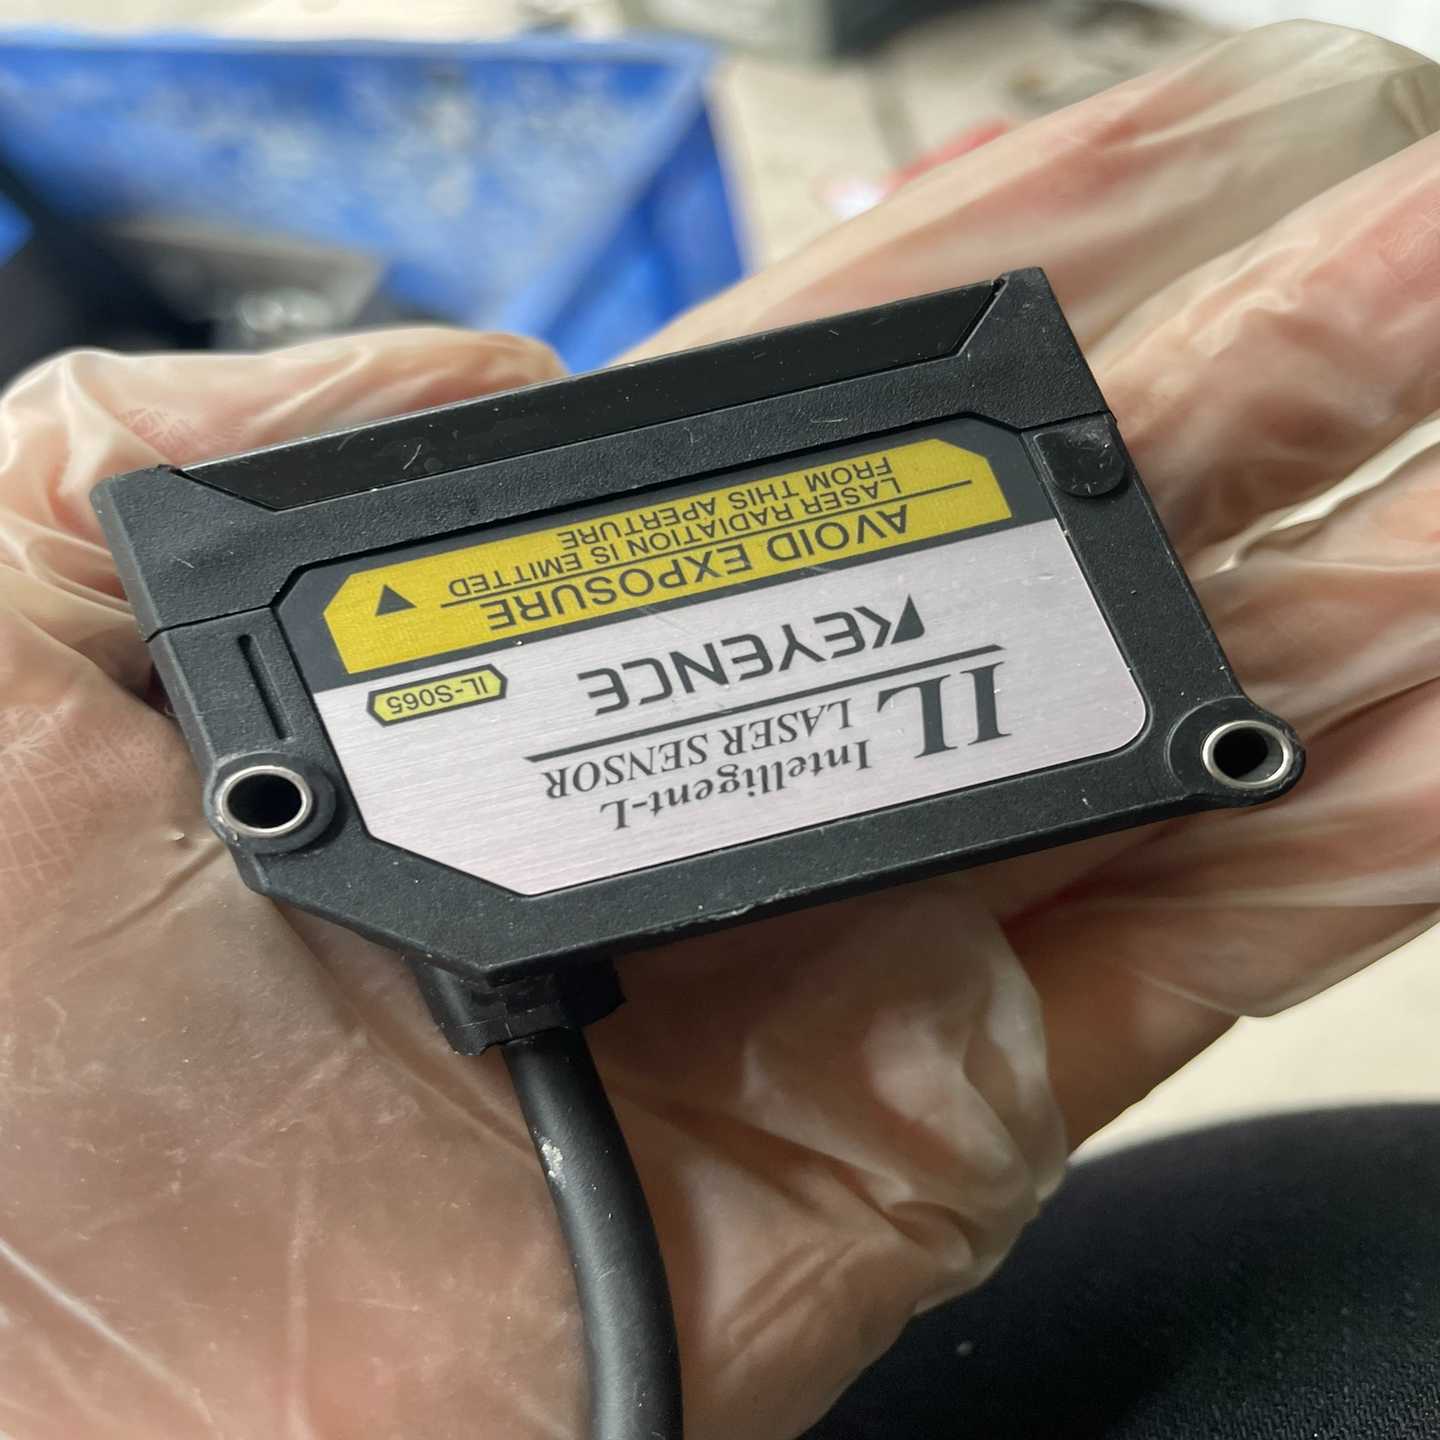 IL Intelligent-L
LASER SENSOR
KEYENCE
IL-S065
AVOID EXPOSURE
LASER RADIATION IS EMITTED
FROM THIS APERTURE